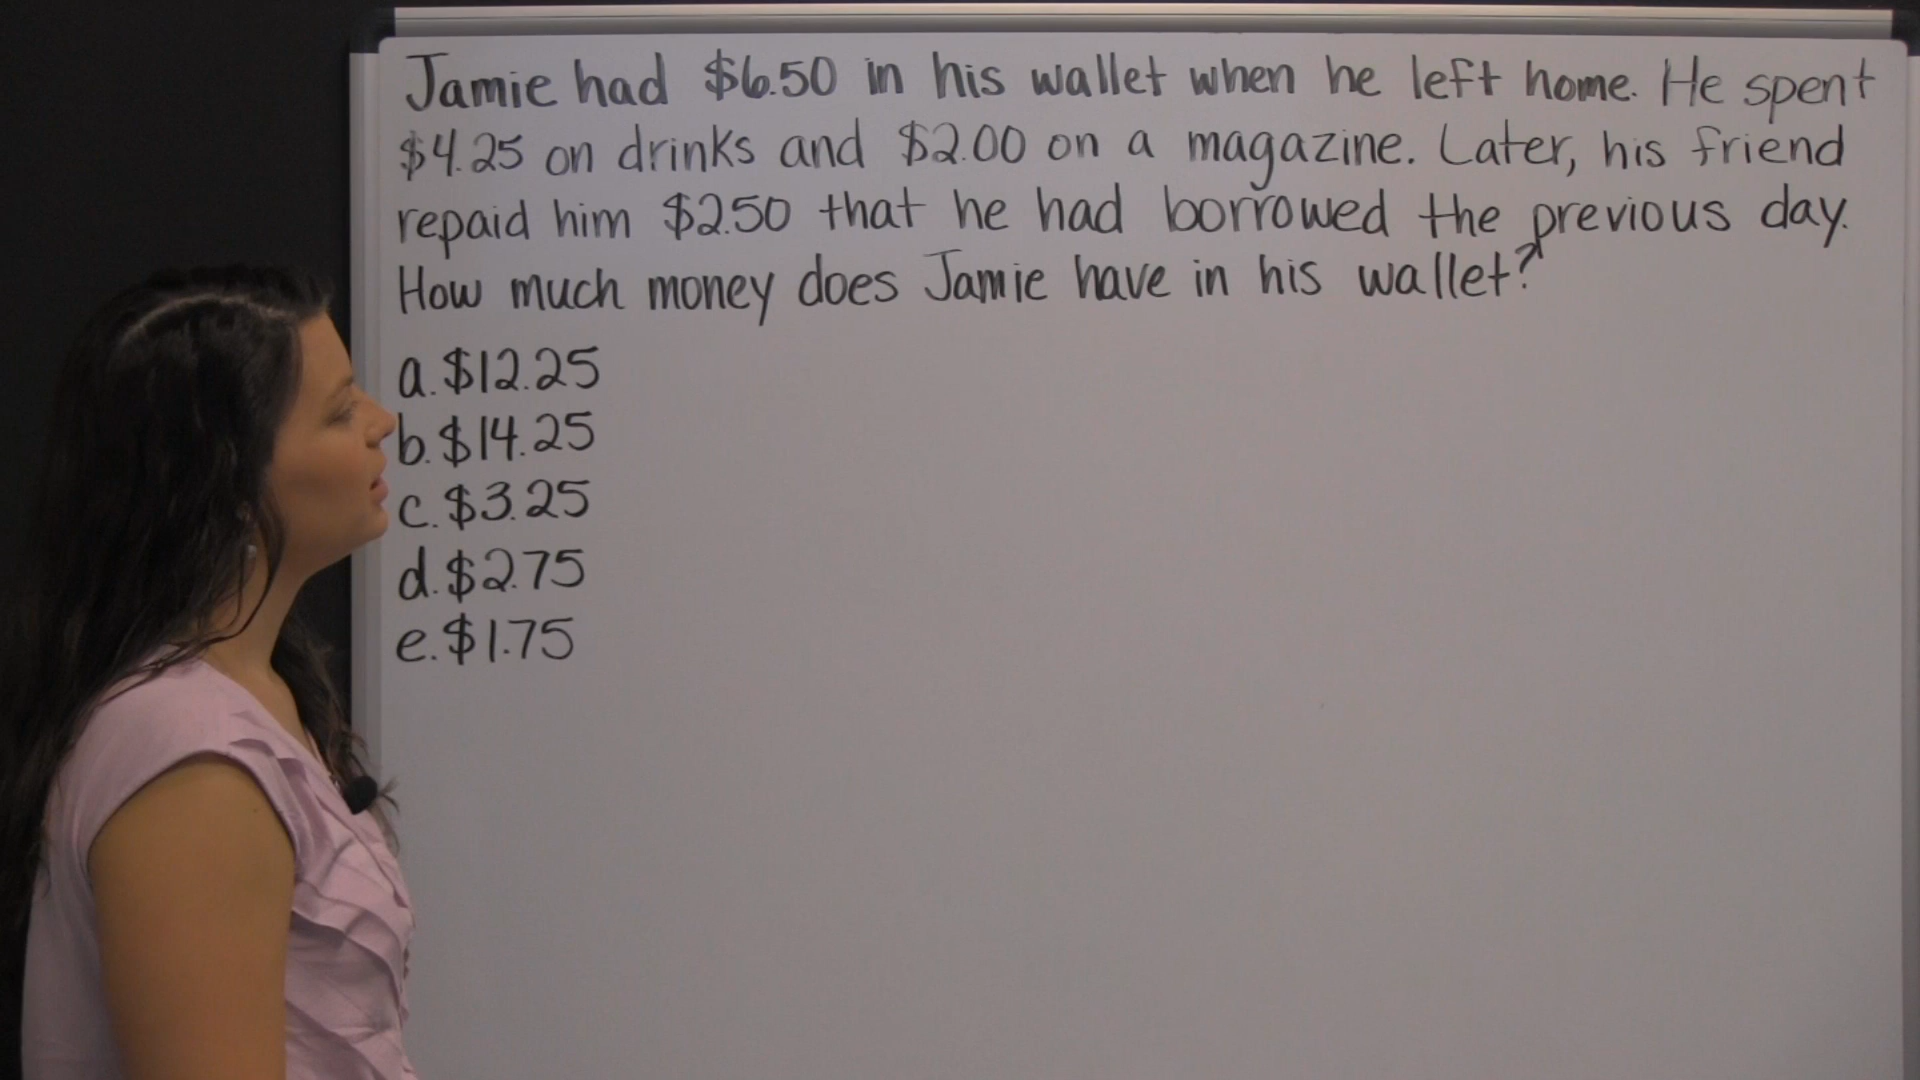 Jamie had $6.50 in his wallet when he left home. He spent
$4.25 on drinks and $2.00 on a magazine. Later, his friend
repaid him $2.50 that he had borrowed the previous day.
How much money does Jamie have in his wallet?
a. $12.25
b. $14.25
c. $3.25
d. $2.75
e. $1.75